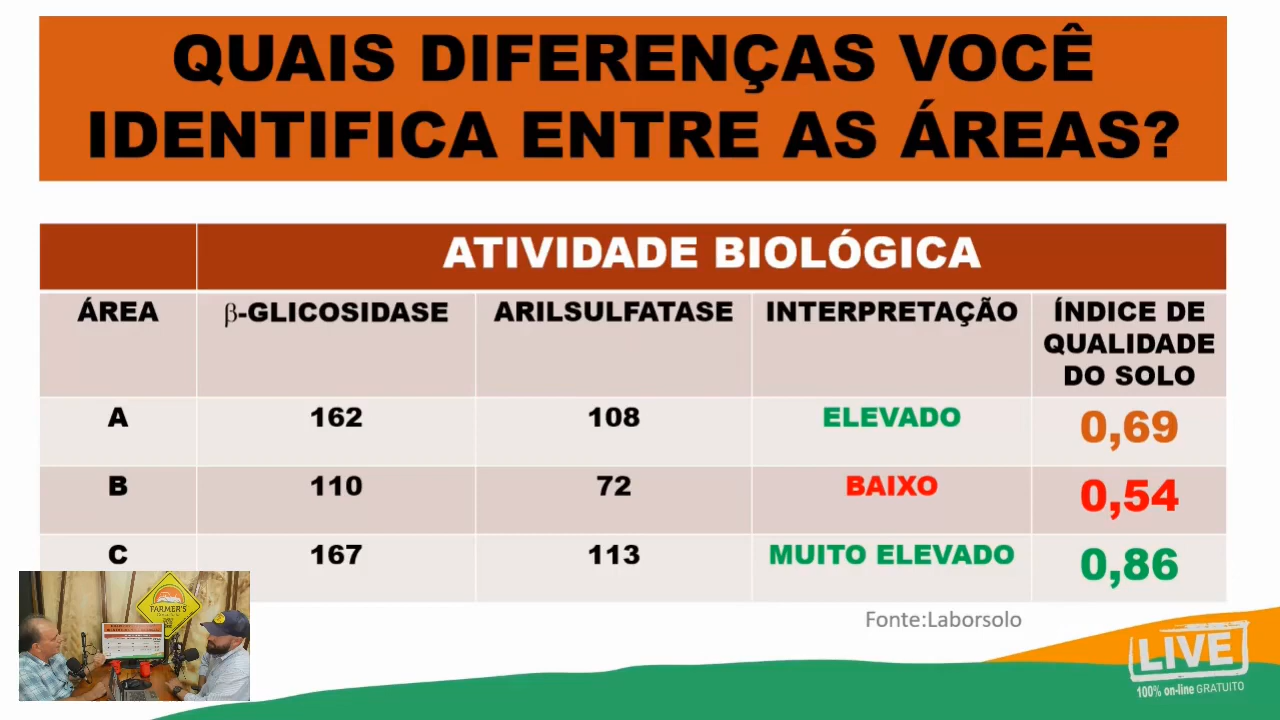 QUAIS DIFERENÇAS VOCÊ
IDENTIFICA ENTRE AS ÁREAS?
ATIVIDADE BIOLÓGICA
ÁREA β-GLICOSIDASE ARILSULFATASE INTERPRETAÇÃO ÍNDICE DE
QUALIDADE
DO SOLO
A 162 108 ELEVADO 0,69
B 110 72 BAIXO 0,54
C 167 113 MUITO ELEVADO 0,86
Fonte:Laborsolo
FARMER'S
LIVE
100% on-line GRATUITO